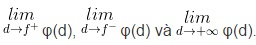 lim d→f⁺ φ(d), lim d→f⁻ φ(d) và lim d→+∞ φ(d).